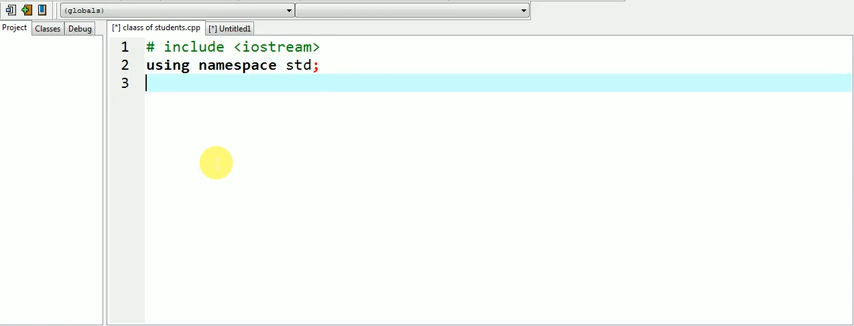 (globals)
Project Classes Debug
[*] claass of students.cpp [*] Untitled1
1 # include <iostream>
2 using namespace std;
3